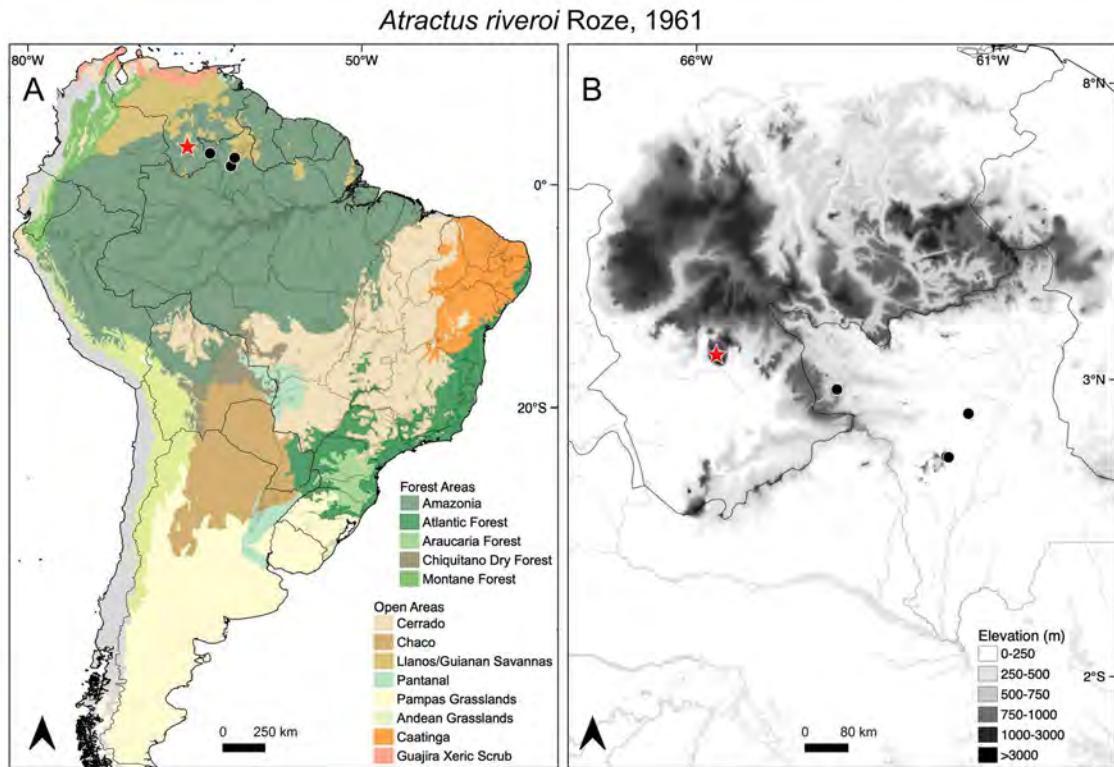 Atractus riveroi Roze, 1961
A
80°W
50°W
0°
20°S
Forest Areas
Amazonia
Atlantic Forest
Araucaria Forest
Chiquitano Dry Forest
Montane Forest
Open Areas
Cerrado
Chaco
Llanos/Guianan Savannas
Pantanal
Pampas Grasslands
Andean Grasslands
Caatinga
Guajira Xeric Scrub
0 250 km
B
66°W
61°W
8°N
3°N
2°S
Elevation (m)
0-250
250-500
500-750
750-1000
1000-3000
>3000
0 80 km